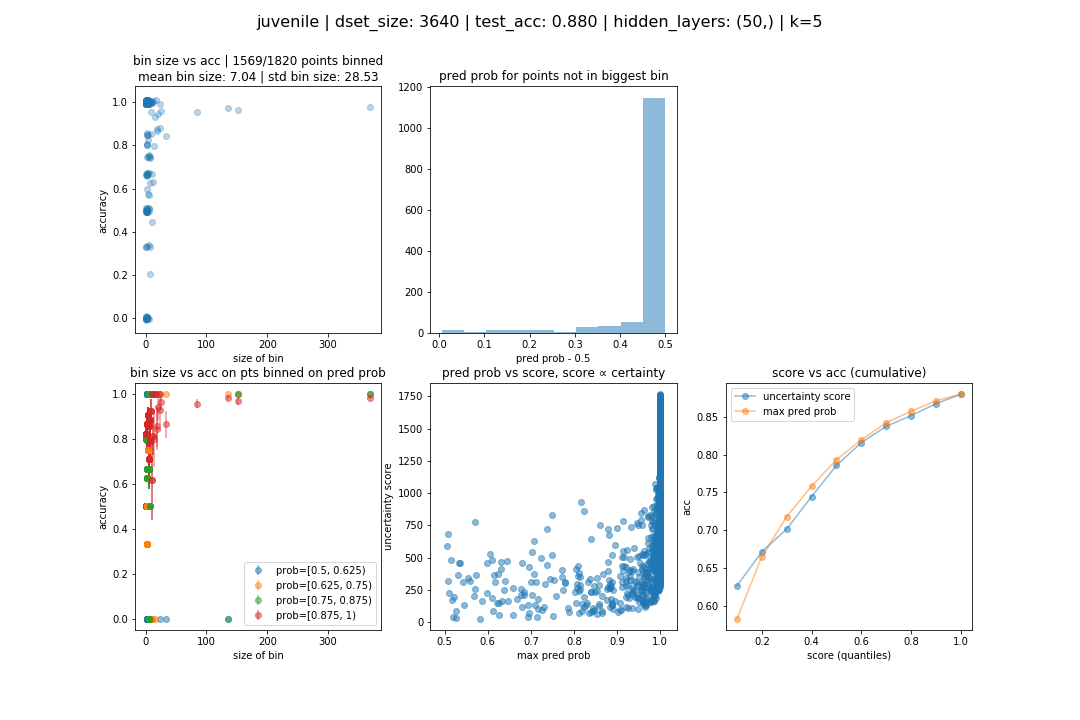 juvenile | dset_size: 3640 | test_acc: 0.880 | hidden_layers: (50,) | k=5
bin size vs acc | 1569/1820 points binned
mean bin size: 7.04 | std bin size: 28.53
1.0
0.8
0.6
0.4
0.2
0.0
accuracy
0
100
200
300
size of bin
pred prob for points not in biggest bin
1200
1000
800
600
400
200
0
0.0
0.1
0.2
0.3
0.4
0.5
pred prob - 0.5
bin size vs acc on pts binned on pred prob
1.0
0.8
0.6
0.4
0.2
0.0
accuracy
prob=[0.5, 0.625)
prob=[0.625, 0.75)
prob=[0.75, 0.875)
prob=[0.875, 1)
0
100
200
300
size of bin
pred prob vs score, score ∝ certainty
1750
1500
1250
1000
750
500
250
0
uncertainty score
0.5
0.6
0.7
0.8
0.9
1.0
max pred prob
score vs acc (cumulative)
uncertainty score
max pred prob
0.85
0.80
0.75
0.70
0.65
0.60
acc
0.2
0.4
0.6
0.8
1.0
score (quantiles)